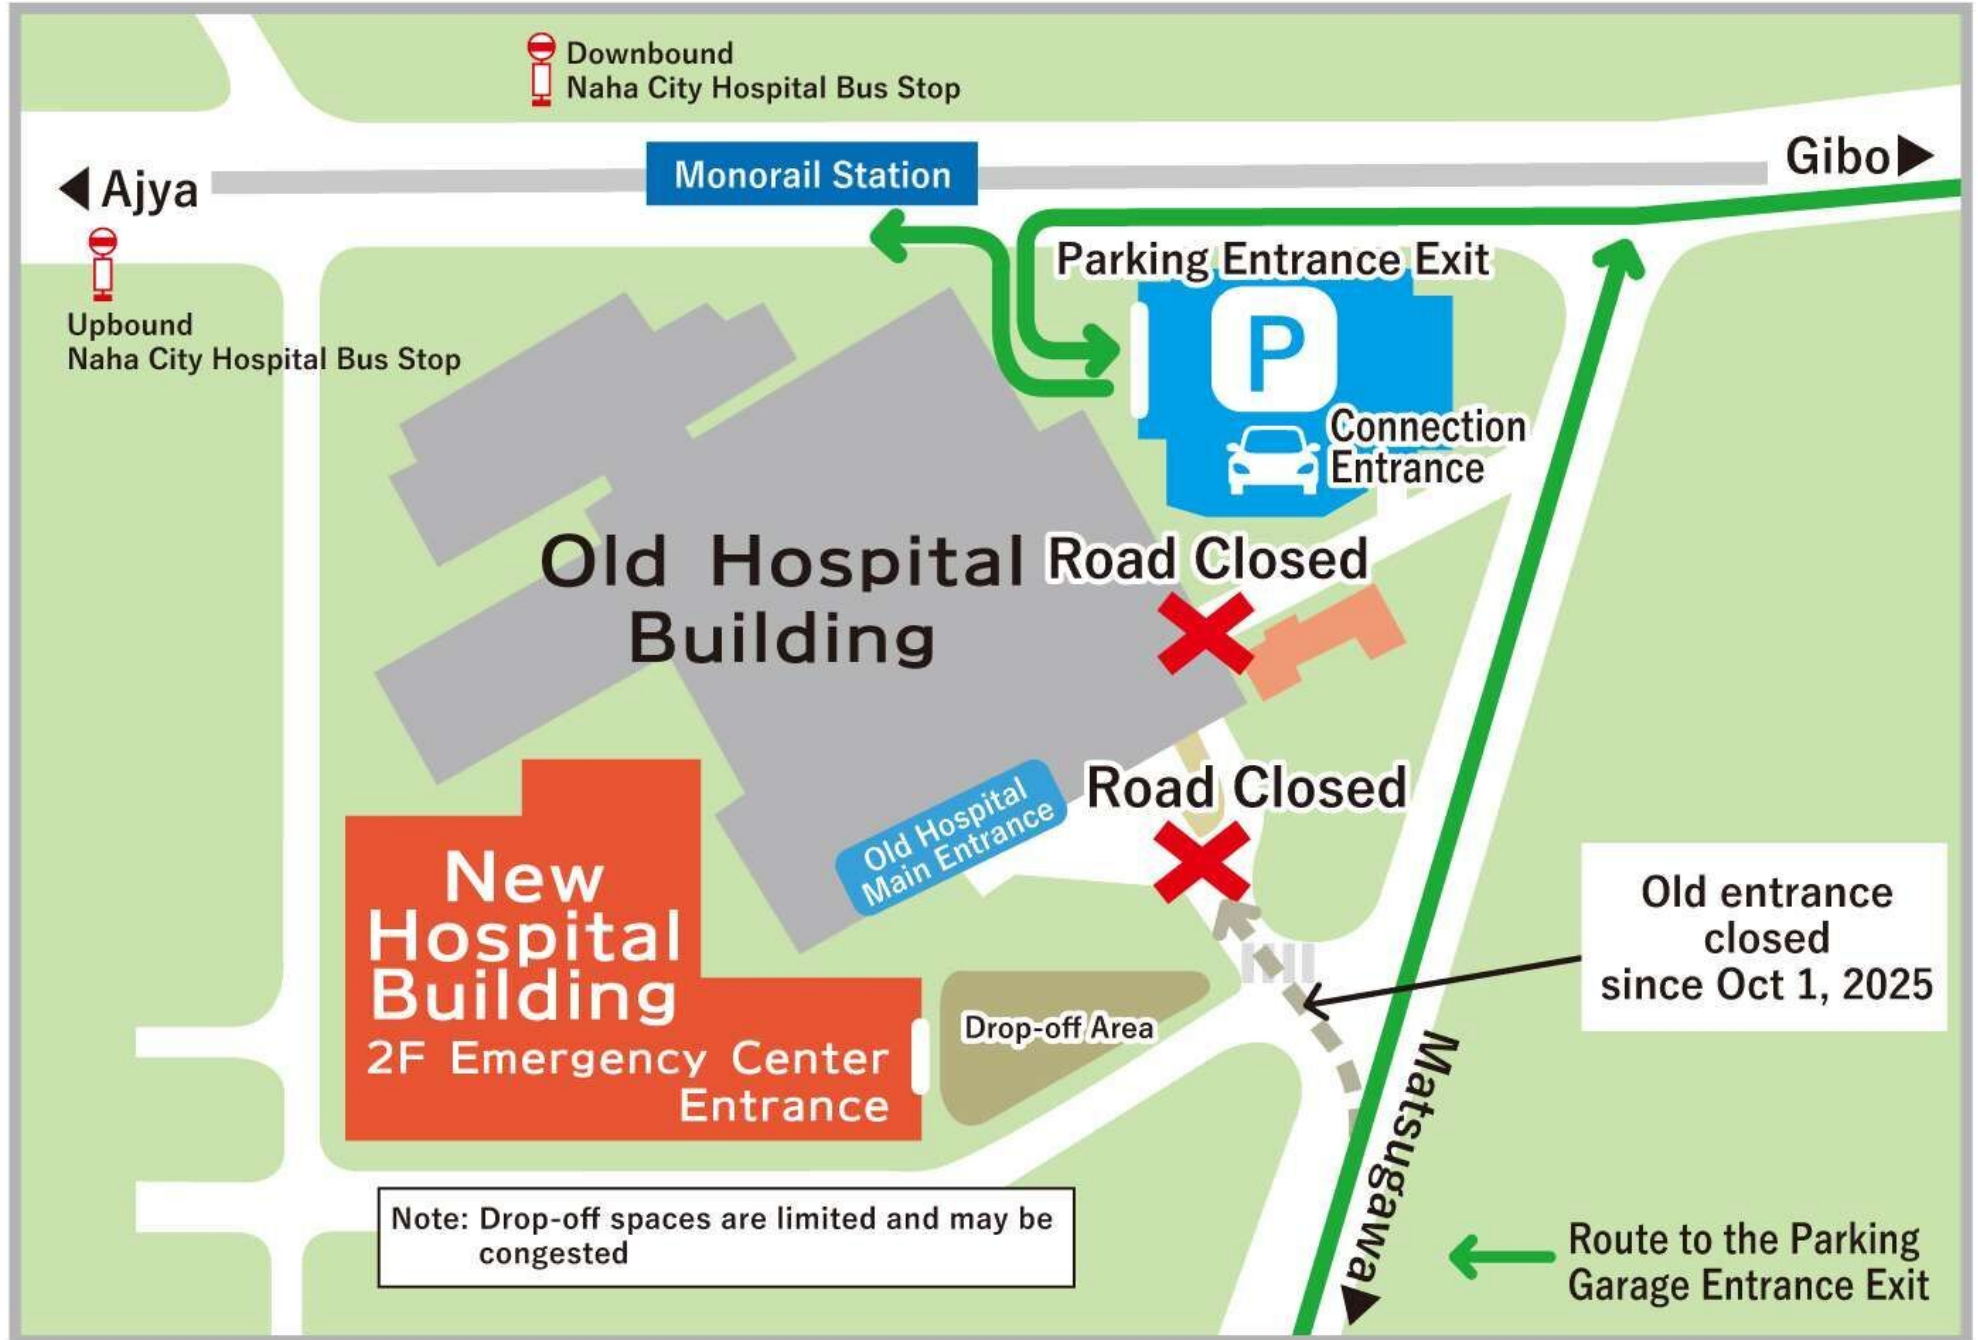 Downbound
Naha City Hospital Bus Stop
Monorail Station
Gibo
Ajya
Upbound
Naha City Hospital Bus Stop
Parking Entrance Exit
P
Connection
Entrance
Old Hospital
Building
Road Closed
Road Closed
Old Hospital
Main Entrance
New
Hospital
Building
2F Emergency Center
Entrance
Drop-off Area
Old entrance
closed
since Oct 1, 2025
Matsugawa
Note: Drop-off spaces are limited and may be
congested
Route to the Parking
Garage Entrance Exit